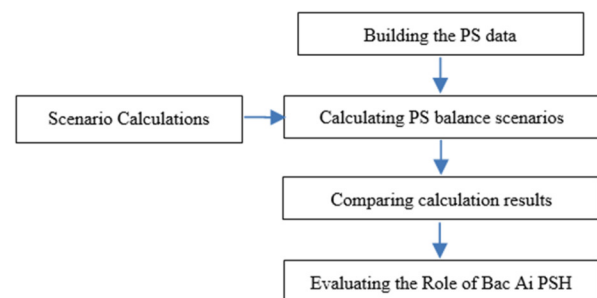 Building the PS data
Scenario Calculations
Calculating PS balance scenarios
Comparing calculation results
Evaluating the Role of Bac Ai PSH